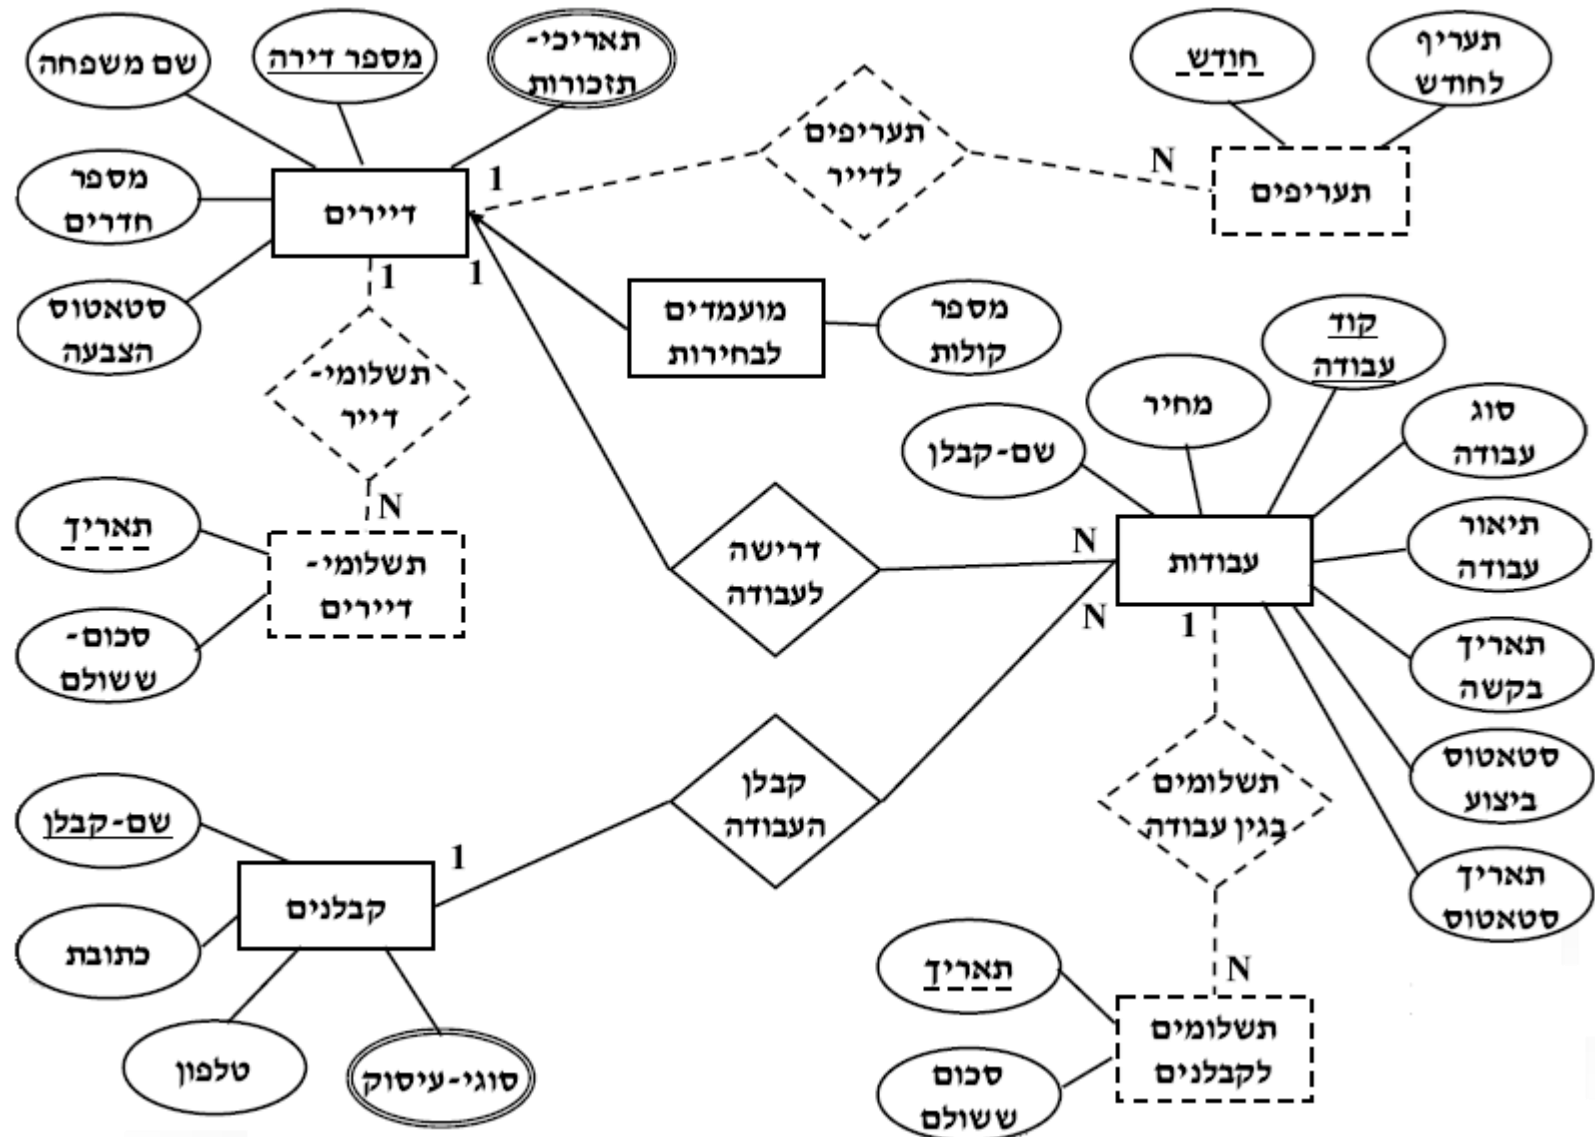 תאריכי-
תזכורות
מספר דירה
שם משפחה
מספר
חדרים
סטאטוס
הצבעה
דיירים
1
1
1
תעריפים
לדייר
N
חודש
תעריף
לחודש
תעריפים
מועמדים
לבחירות
מספר
קולות
תשלומי-
דייר
N
תאריך
סכום-
ששולם
תשלומי-
דיירים
דרישה
לעבודה
N
N
1
קוד
עבודה
מחיר
שם-קבלן
סוג
עבודה
תיאור
עבודה
תאריך
בקשה
סטאטוס
ביצוע
תאריך
סטאטוס
עבודות
קבלן
העבודה
1
שם-קבלן
קבלנים
כתובת
טלפון
סוגי-עיסוק
תשלומים
בגין עבודה
N
תאריך
סכום
ששולם
תשלומים
לקבלנים